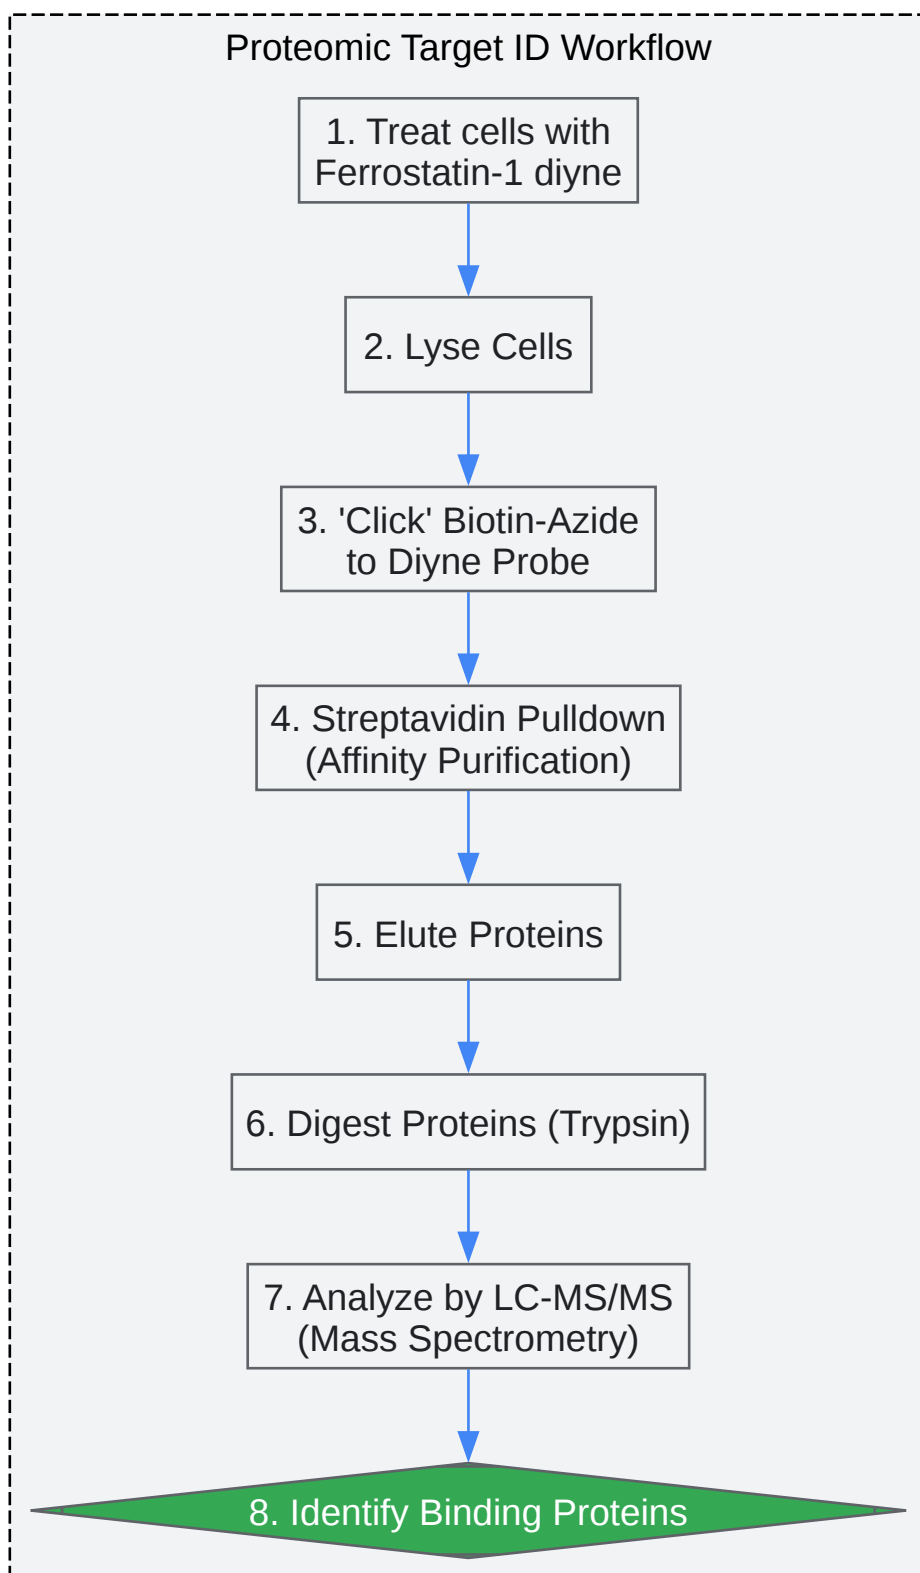 Proteomic Target ID Workflow
1. Treat cells with
Ferrostatin-1 diyne
2. Lyse Cells
3. 'Click' Biotin-Azide
to Diyne Probe
4. Streptavidin Pulldown
(Affinity Purification)
5. Elute Proteins
6. Digest Proteins (Trypsin)
7. Analyze by LC-MS/MS
(Mass Spectrometry)
8. Identify Binding Proteins